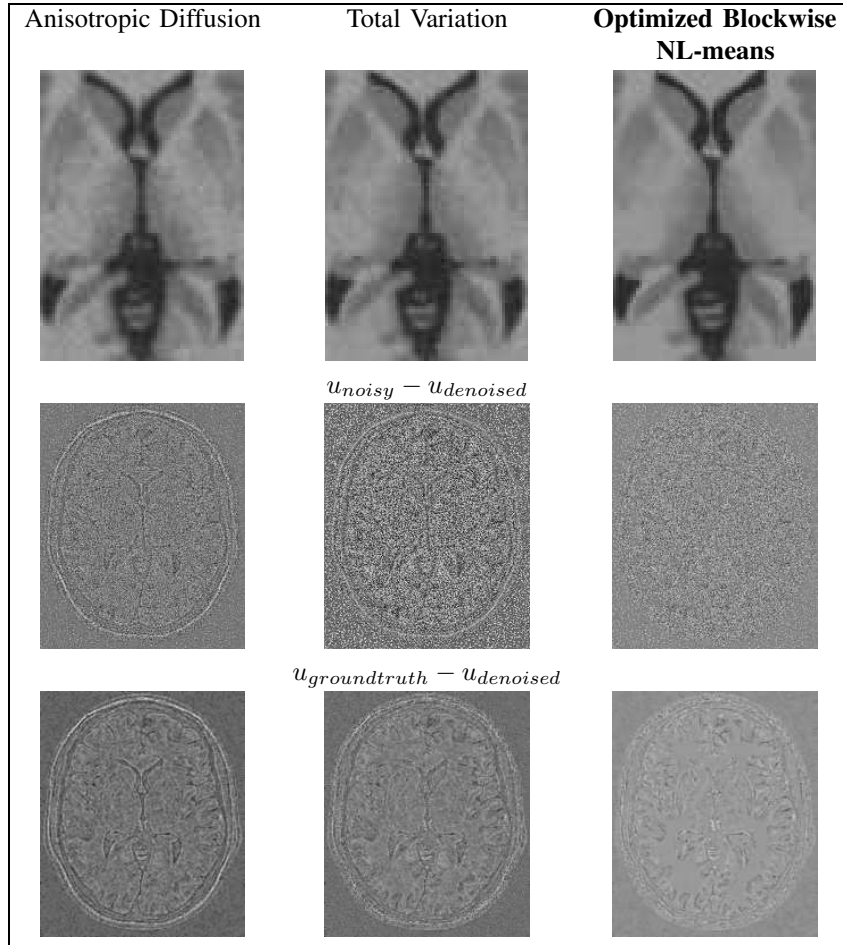 Anisotropic Diffusion
Total Variation
Optimized Blockwise
NL-means
u_noisy − u_denoised
u_groundtruth − u_denoised